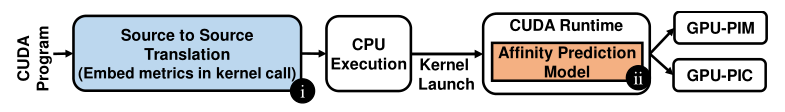 CUDA
Program
Source to Source
Translation
(Embed metrics in kernel call)
i
CPU
Execution
Kernel
Launch
CUDA Runtime
Affinity Prediction
Model
ii
GPU-PIM
GPU-PIC